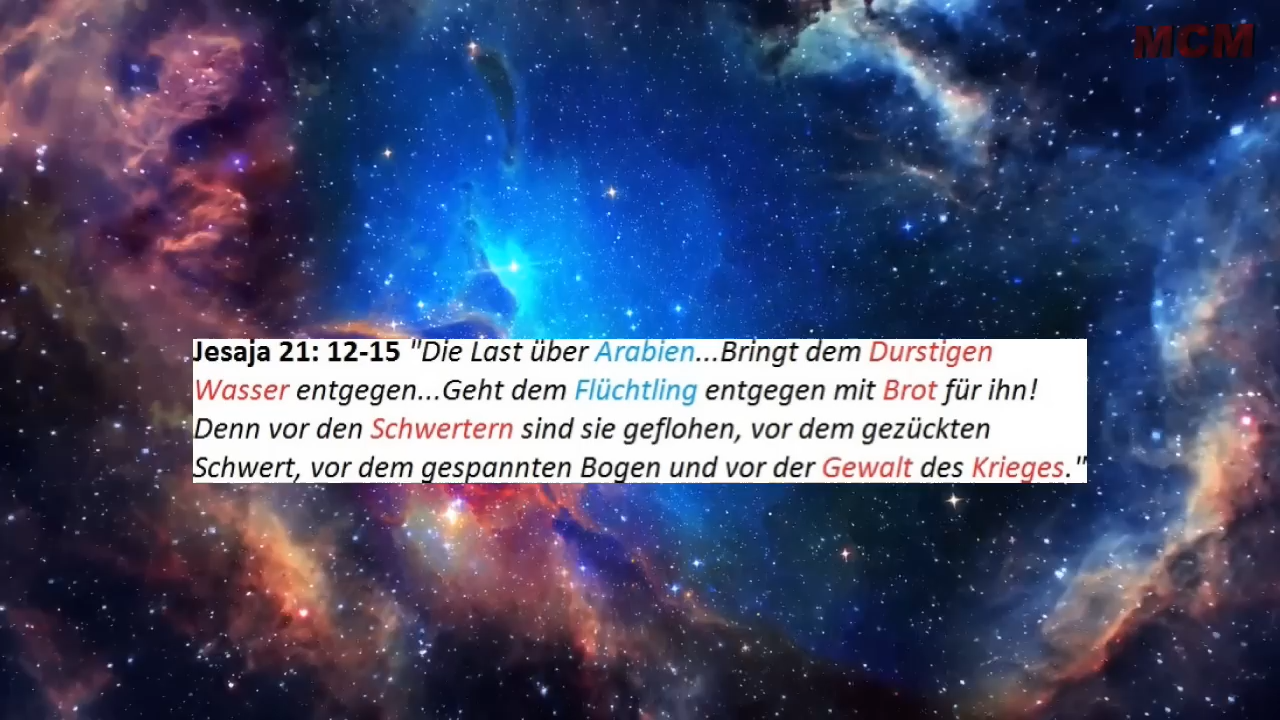 MCM
Jesaja 21: 12-15 "Die Last über Arabien...Bringt dem Durstigen
Wasser entgegen...Geht dem Flüchtling entgegen mit Brot für ihn!
Denn vor den Schwertern sind sie geflohen, vor dem gezückten
Schwert, vor dem gespannten Bogen und vor der Gewalt des Krieges."